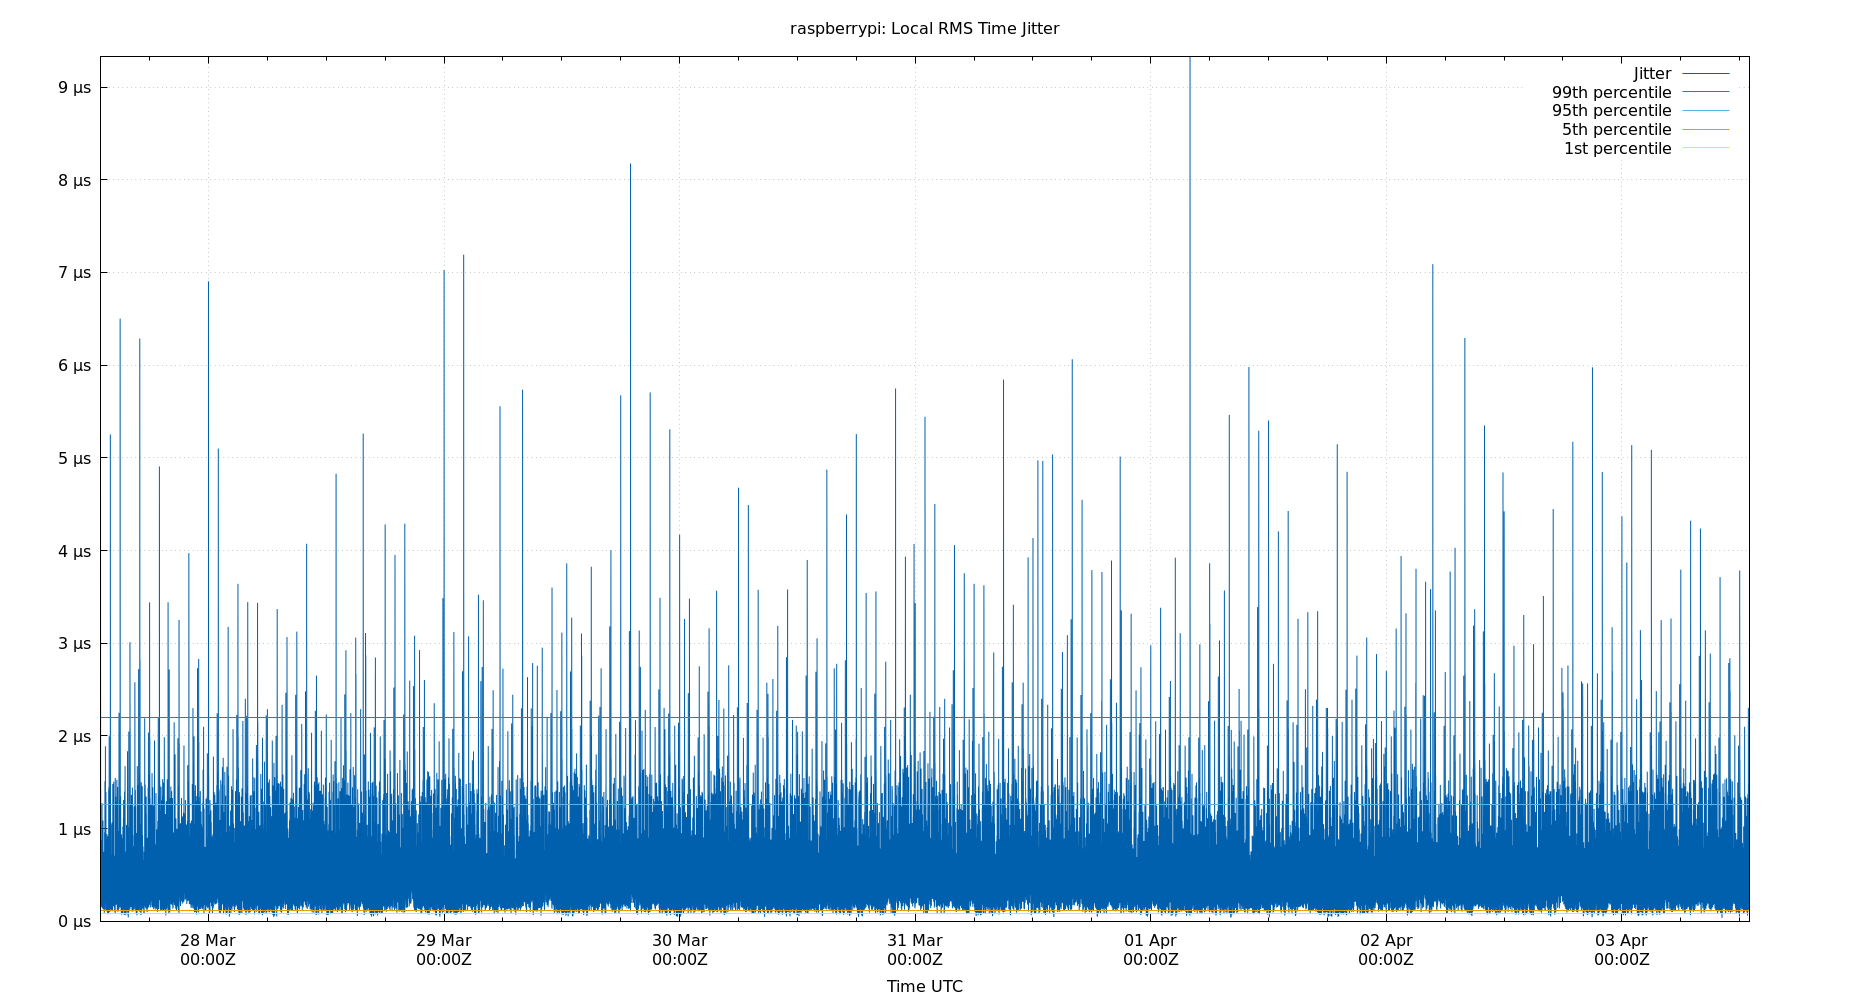 raspberrypi: Local RMS Time Jitter
Jitter
99th percentile
95th percentile
5th percentile
1st percentile
9 µs
8 µs
7 µs
6 µs
5 µs
4 µs
3 µs
2 µs
1 µs
0 µs
28 Mar 29 Mar 30 Mar 31 Mar 01 Apr 02 Apr 03 Apr
00:00Z 00:00Z 00:00Z 00:00Z 00:00Z 00:00Z 00:00Z
Time UTC